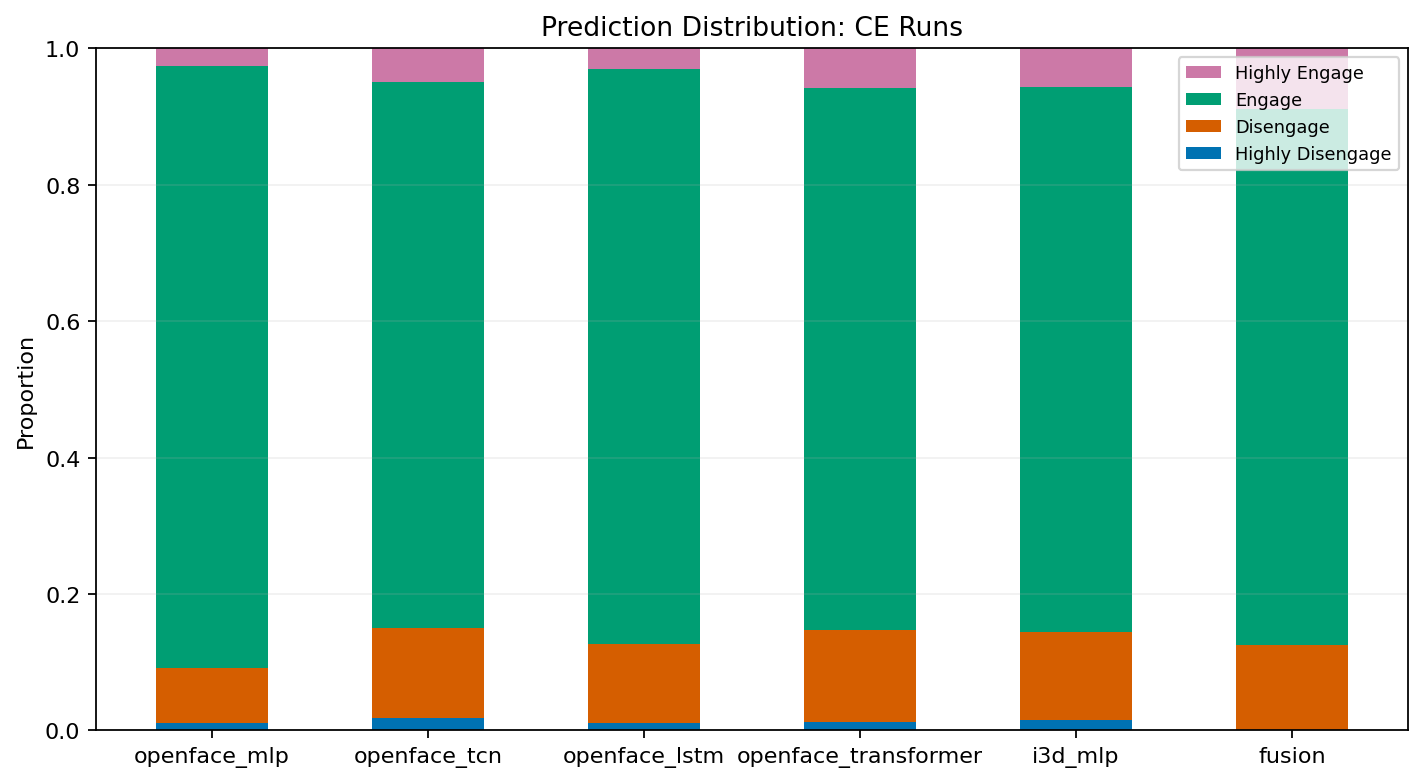 Prediction Distribution: CE Runs
1.0
0.8
0.6
0.4
0.2
0.0
Proportion
Highly Engage
Engage
Disengage
Highly Disengage
openface_mlp
openface_tcn
openface_lstm
openface_transformer
i3d_mlp
fusion